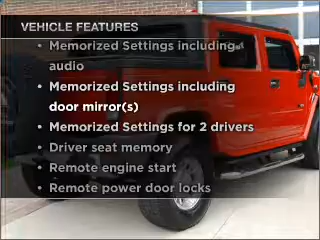 VEHICLE FEATURES
• Memorized Settings including
audio
• Memorized Settings including
door mirror(s)
• Memorized Settings for 2 drivers
• Driver seat memory
• Remote engine start
• Remote power door locks